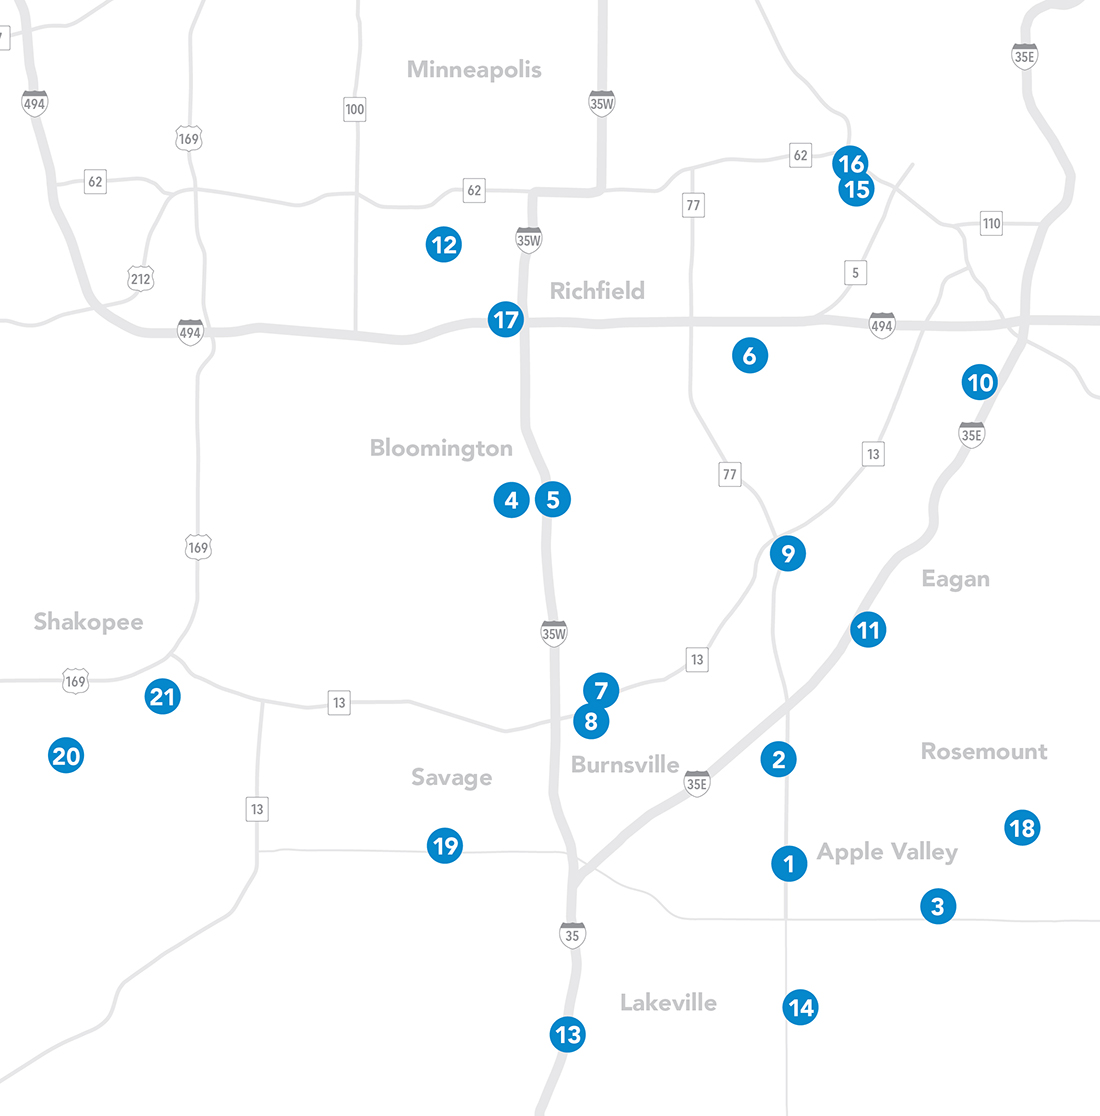 7
35E
Minneapolis
494
35W
100
169
62
16
62
15
62
77
110
12
35W
5
212
Richfield
17
494
494
6
10
35E
Bloomington
13
77
4
5
169
9
Eagan
Shakopee
11
35W
13
169
7
21
13
8
20
Burnsville
2
Rosemount
Savage
35E
13
18
19
1
Apple Valley
3
35
Lakeville
14
13